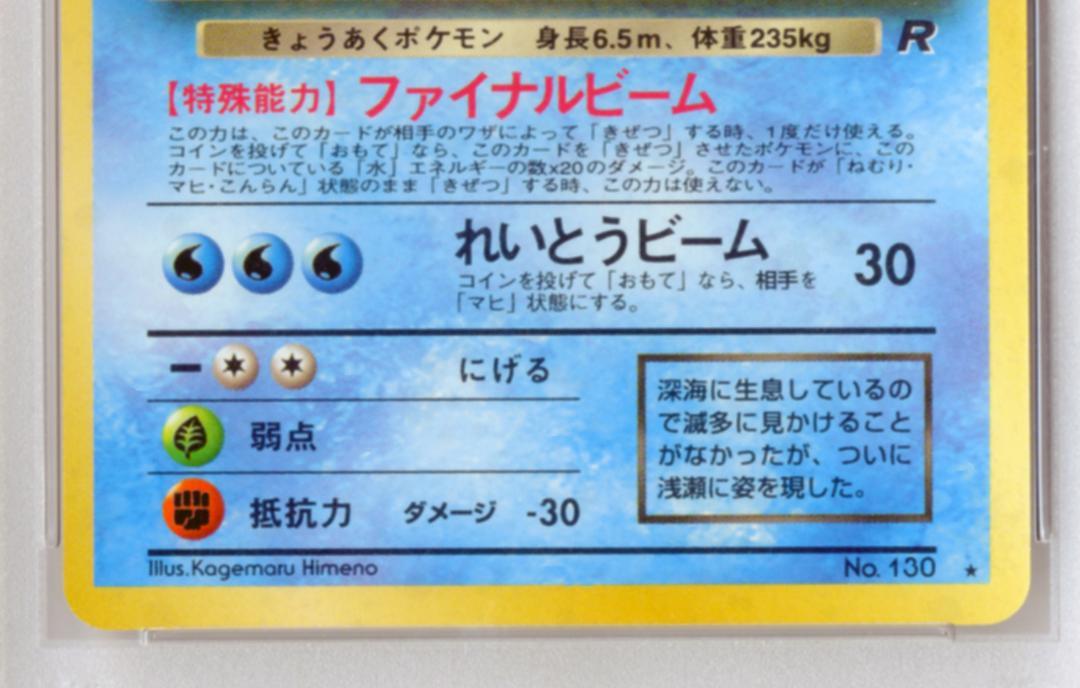 きょうあくポケモン 身長6.5m、体重235kg R
【特殊能力】ファイナルビーム
この力は、このカードが相手のワザによって「きぜつ」する時、1度だけ使える。
コインを投げて「おもて」なら、このカードを「きぜつ」させたポケモンに、この
カードについている「水」エネルギーの数x20のダメージ。このカードが「ねむり・
マヒ・こんらん」状態のまま「きぜつ」する時、この力は使えない。
れいとうビーム 30
コインを投げて「おもて」なら、相手を
「マヒ」状態にする。
にげる
弱点
抵抗力 ダメージ -30
深海に生息しているの
で滅多に見かけること
がなかったが、ついに
浅瀬に姿を現した。
Illus.Kagemaru Himeno
No. 130 ★